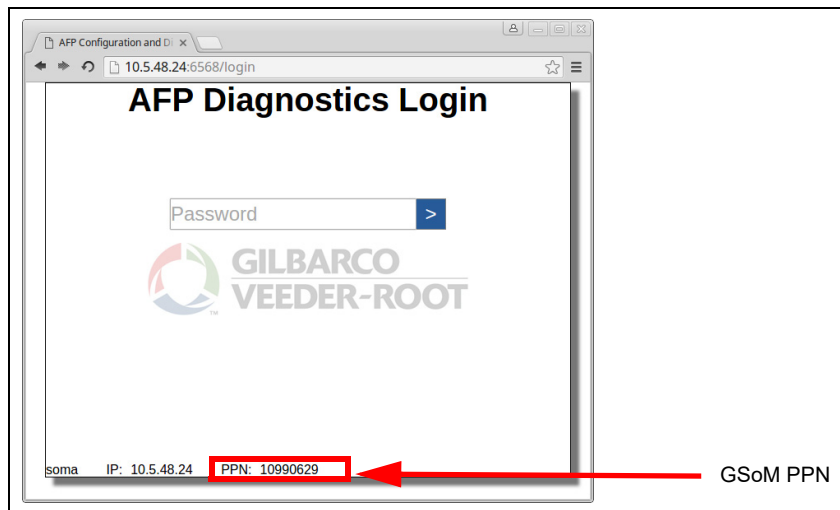 AFP Configuration and Di
10.5.48.24:6568/login
AFP Diagnostics Login
Password >
GILBARCO
VEEDER-ROOT
TM
soma IP: 10.5.48.24 PPN: 10990629
GSoM PPN